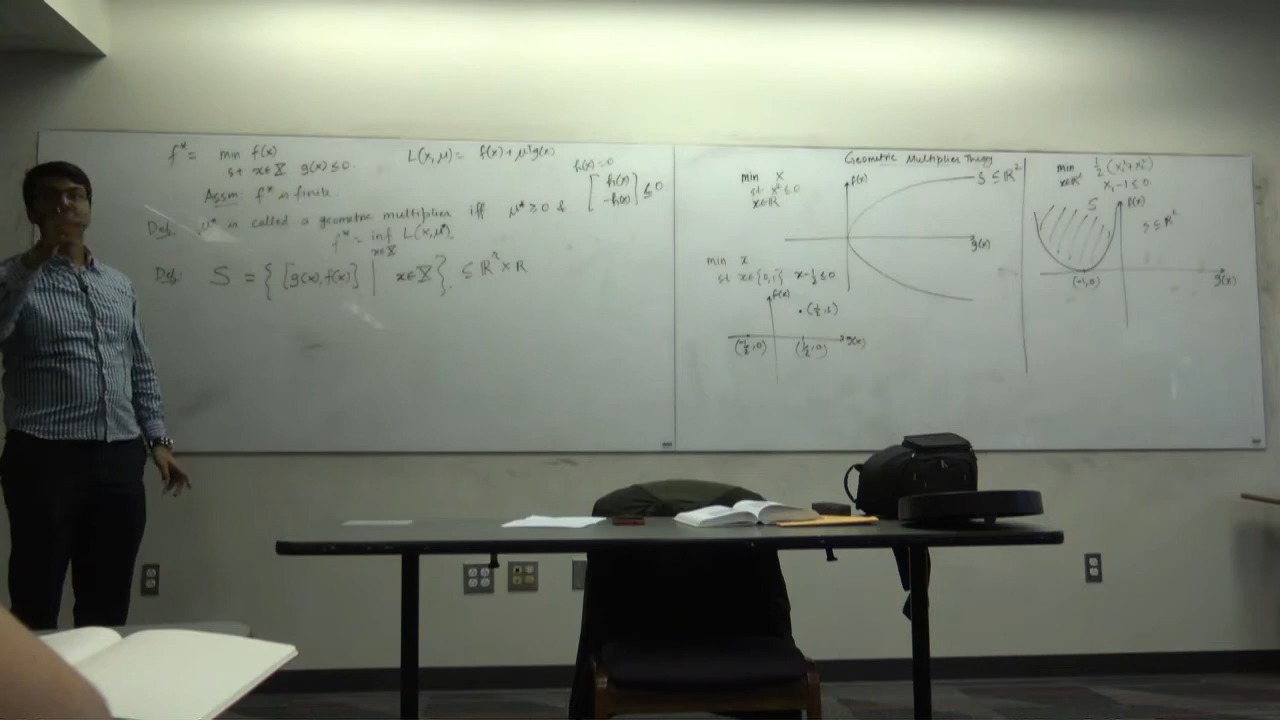 f* = min f(x)
st x∈X g(x)≤0.
L(x,μ) = f(x) + μᵀg(x)
Assm: f* is finite.
h(x)=0
[h(x)
-h(x)] ≤0
Def: μ* is called a geometric multiplier iff μ* ≥ 0 &
f* = inf L(x,μ*).
x∈X
Def: S = { [g(x), f(x)] | x∈X }. ⊆ ℝʳ × ℝ
Geometric Multiplier Theory
min x
st x²≤0
x∈ℝ
f(x)
S ⊆ ℝ²
g(x)
min x
st x∈{0,1} x-½≤0
f(x)
(½,1)
(-½,0)
(½,0)
g(x)
min ½(x₁²+x₂²)
x∈ℝ² x₁-1≤0
S
f(x)
S⊆ℝ²
(-1,0)
g(x)